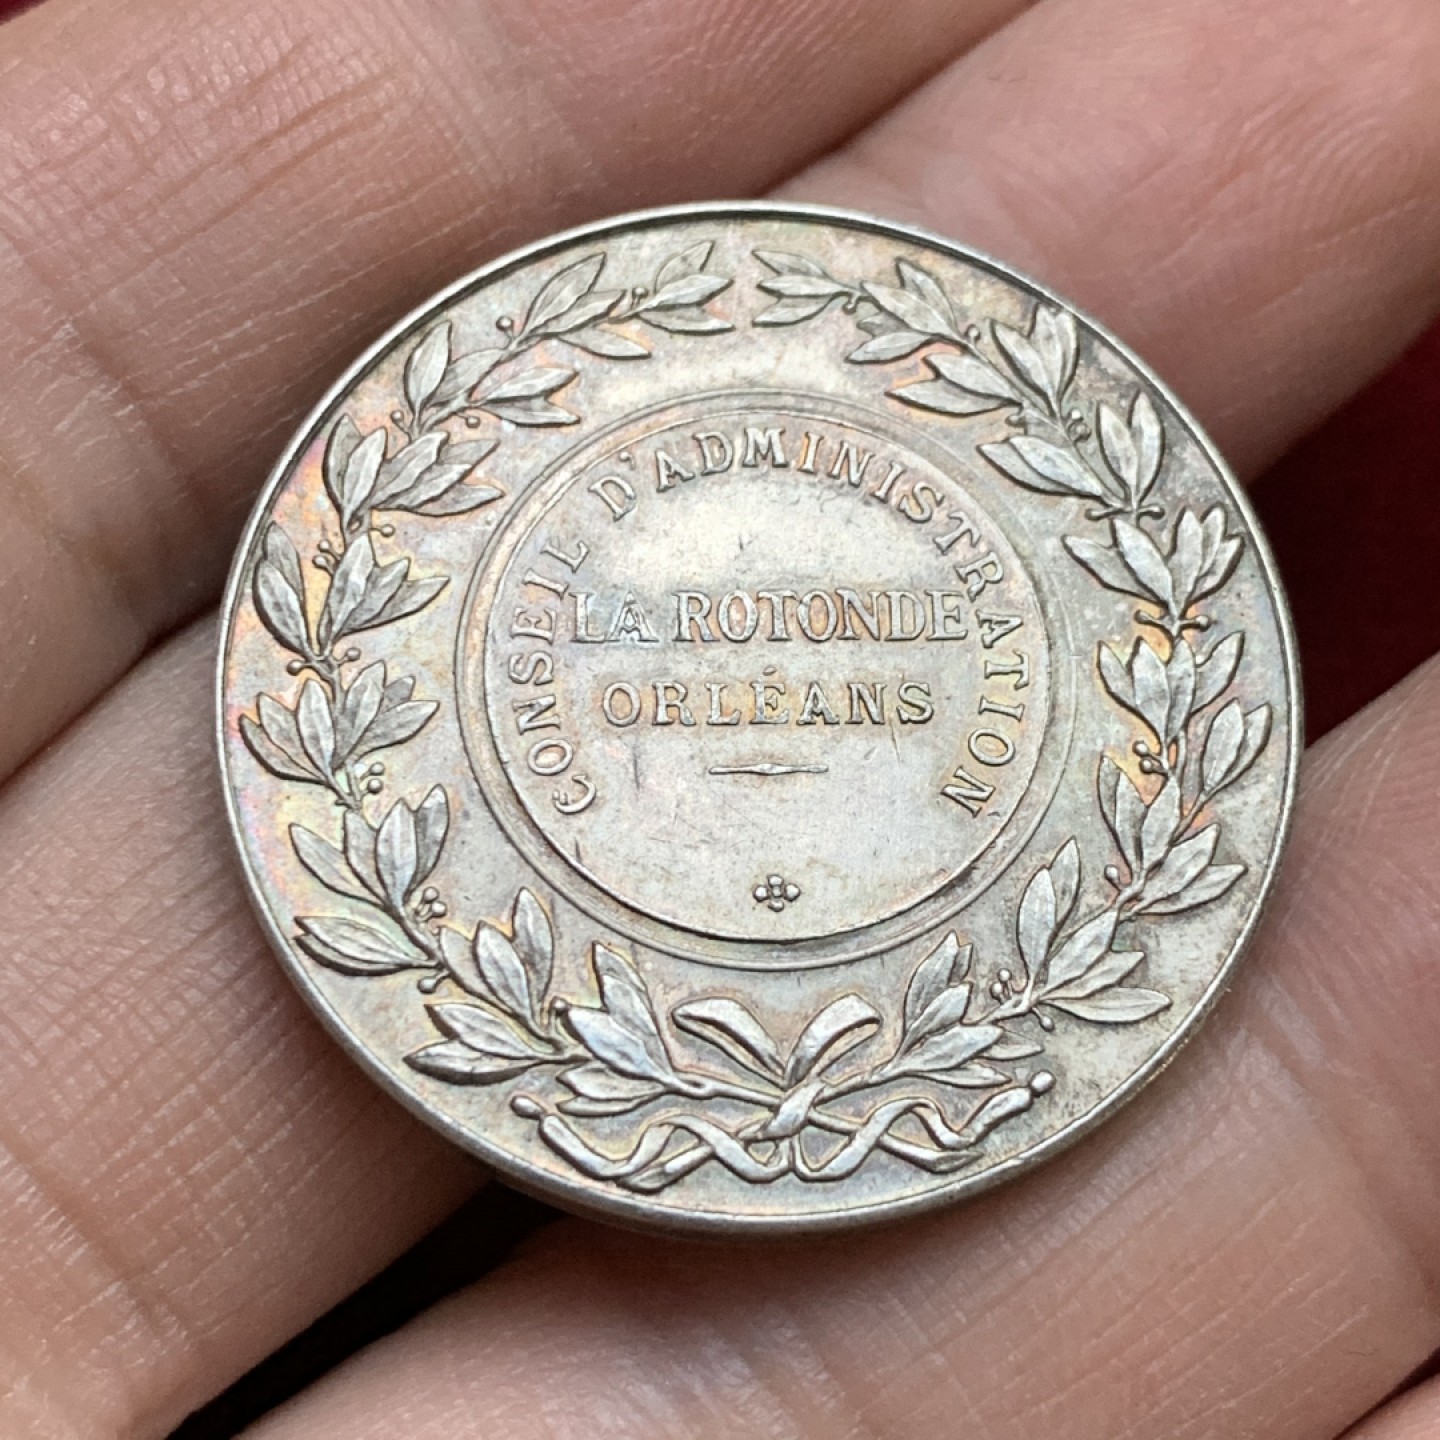 CONSEIL D'ADMINISTRATION
LA ROTONDE
ORLÉANS